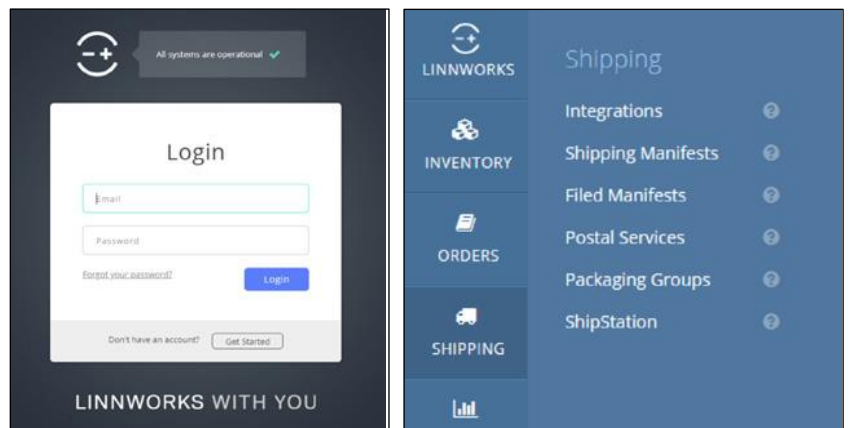 All systems are operational
Login
Email
Password
Forgot your password?
Login
Don't have an account?
Get Started
LINNWORKS WITH YOU
LINNWORKS
INVENTORY
ORDERS
SHIPPING
Shipping
Integrations
Shipping Manifests
Filed Manifests
Postal Services
Packaging Groups
ShipStation